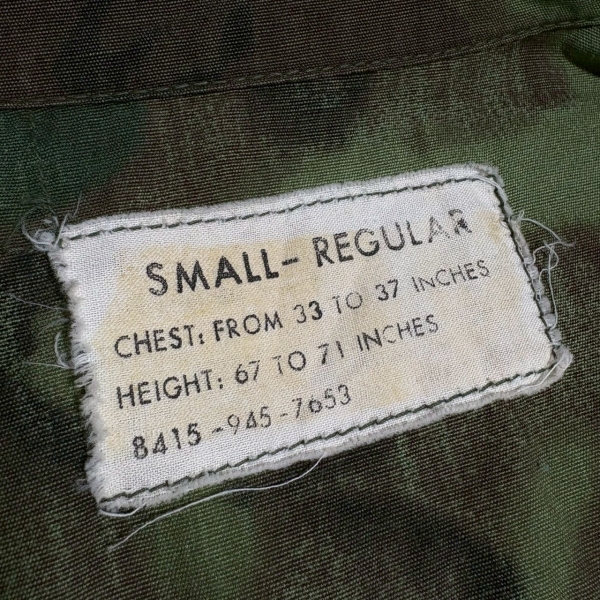 SMALL- REGULAR
CHEST: FROM 33 TO 37 INCHES
HEIGHT: 67 TO 71 INCHES
8415-945-7653